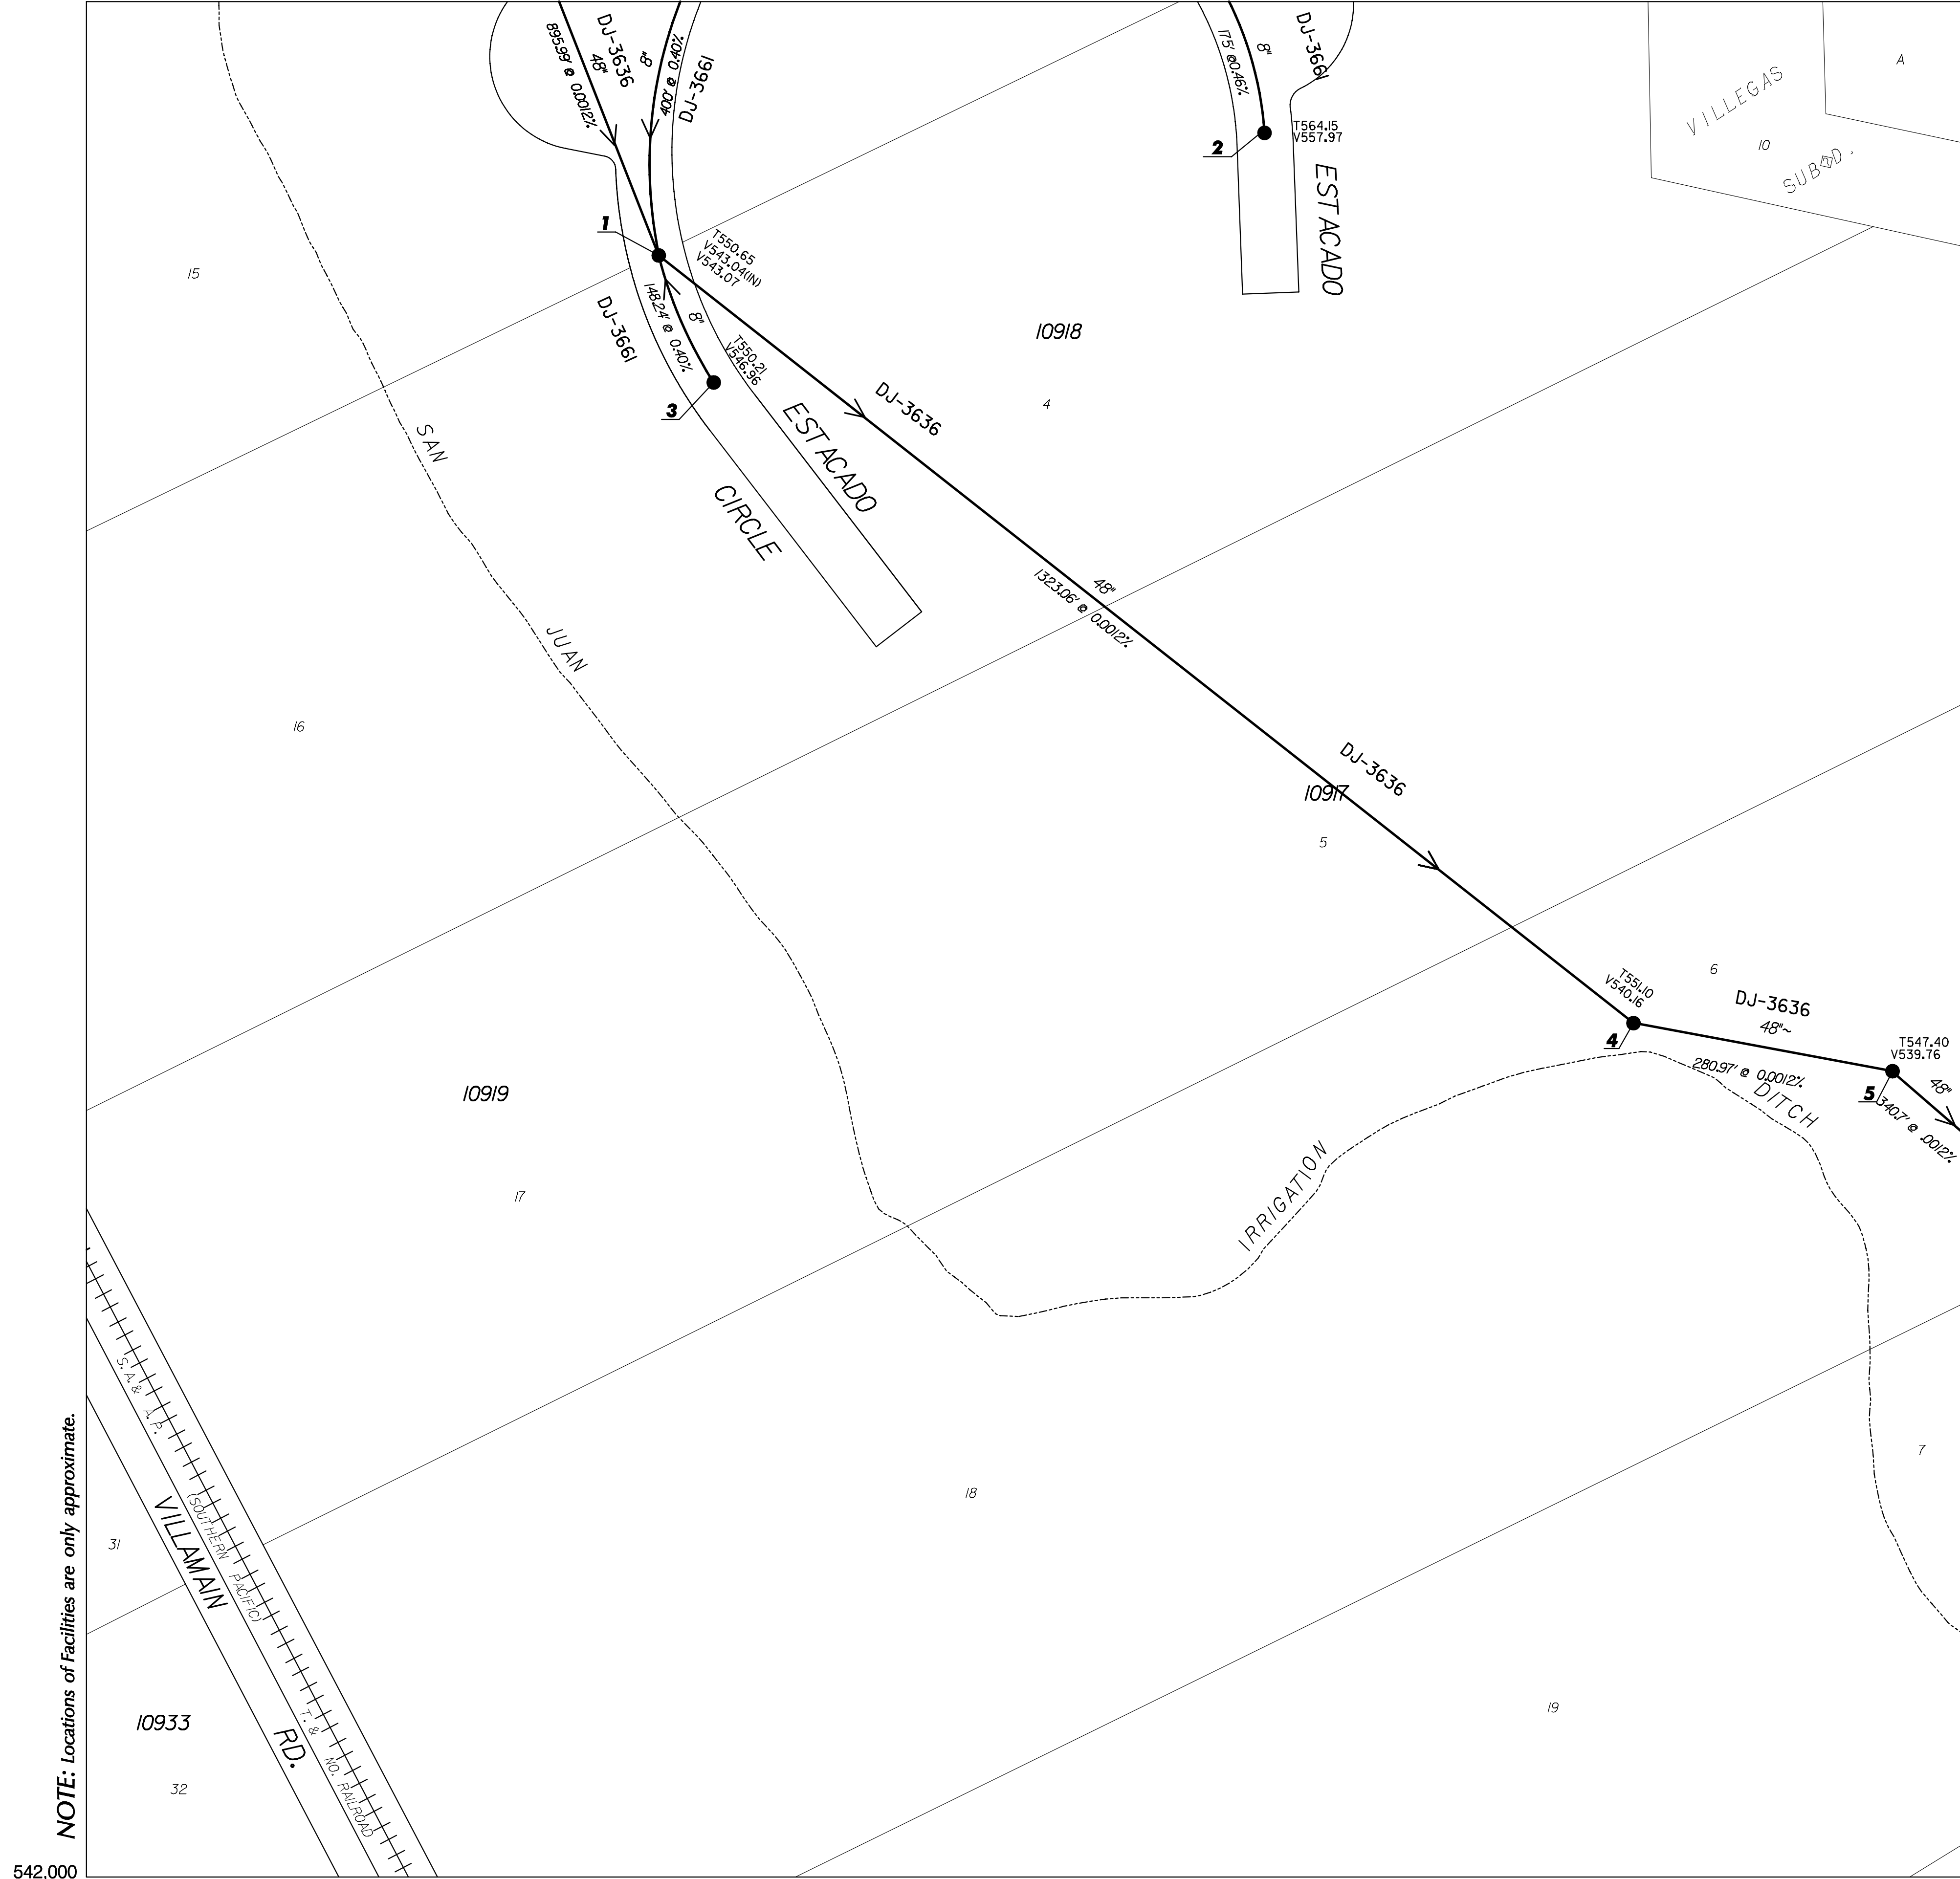 895.99' @ 0.0012%
48"
DJ-3636
8"
400' @ 0.40%
DJ-3661
175' @0.46%
8"
DJ-3661
T564.15
V557.97
2
ESTACADO
VILLEGAS
SUB'D.
10
A
1
T550.65
V543.04(IN)
V543.07
15
DJ-3661
148.24' @ 0.40%
8"
T550.21
V546.96
3
10918
4
DJ-3636
ESTACADO
CIRCLE
SAN
JUAN
48"
1323.06' @ 0.0012%
16
DJ-3636
10917
5
6
T551.10
V540.16
4
DJ-3636
48"~
280.97' @ 0.0012%
T547.40
V539.76
5
48"
340.7' @ .0012%
DITCH
IRRIGATION
10919
17
S.A. & A.P.
(SOUTHERN PACIFIC)
T. & NO. RAILROAD
VILLAMAIN
RD.
31
18
7
19
10933
32
NOTE: Locations of Facilities are only approximate.
542,000